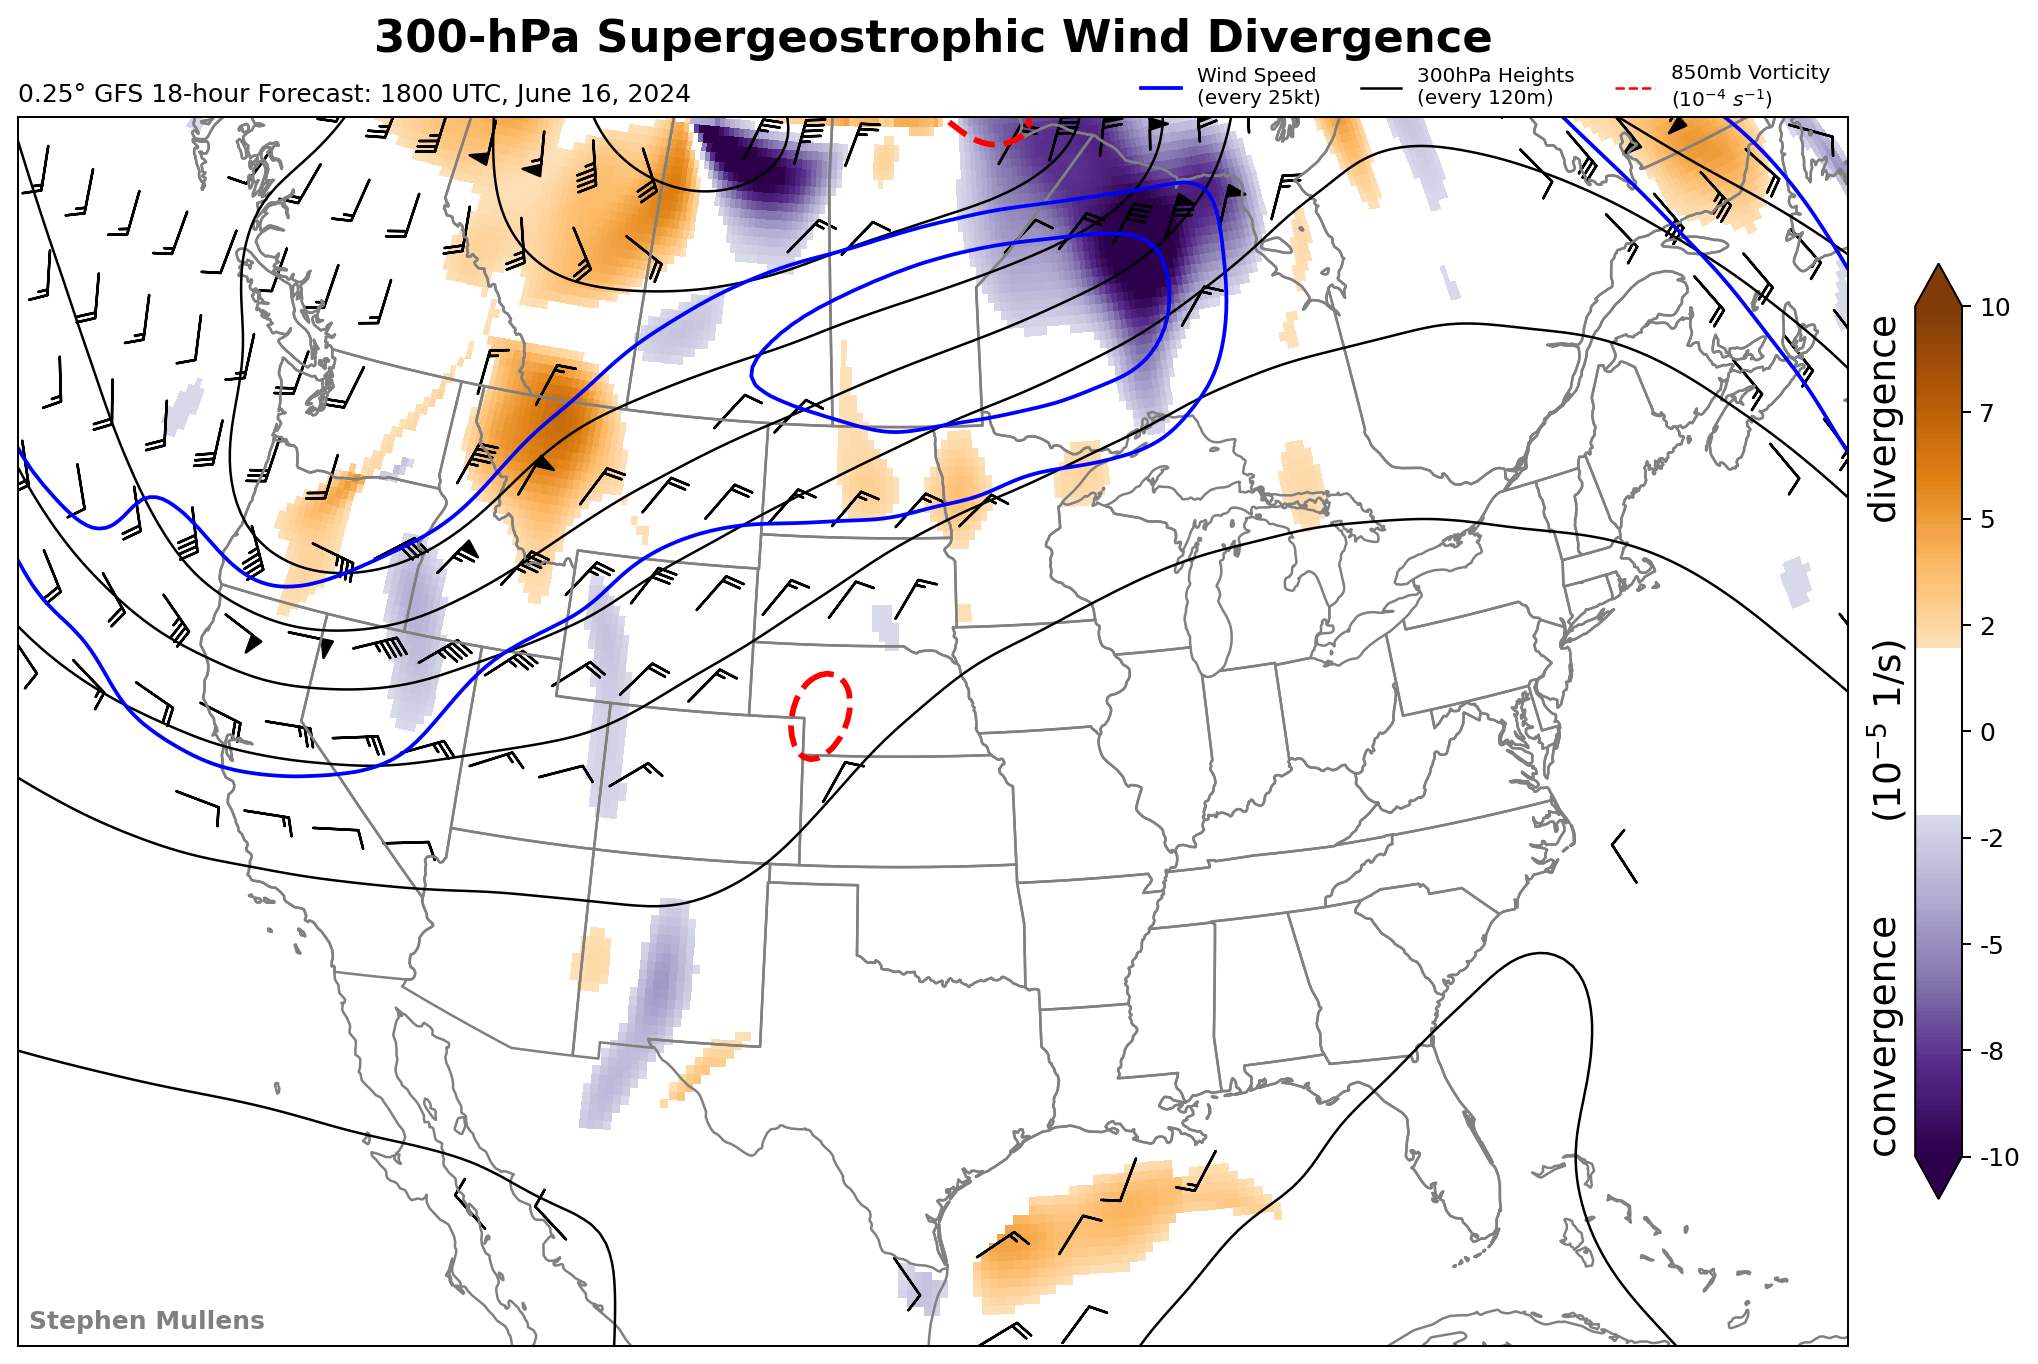 300-hPa Supergeostrophic Wind Divergence
0.25° GFS 18-hour Forecast: 1800 UTC, June 16, 2024
Wind Speed
(every 25kt)
300hPa Heights
(every 120m)
850mb Vorticity
(10⁻⁴ s⁻¹)
10
7
5
2
0
-2
-5
-8
-10
convergence (10⁻⁵ 1/s) divergence
Stephen Mullens